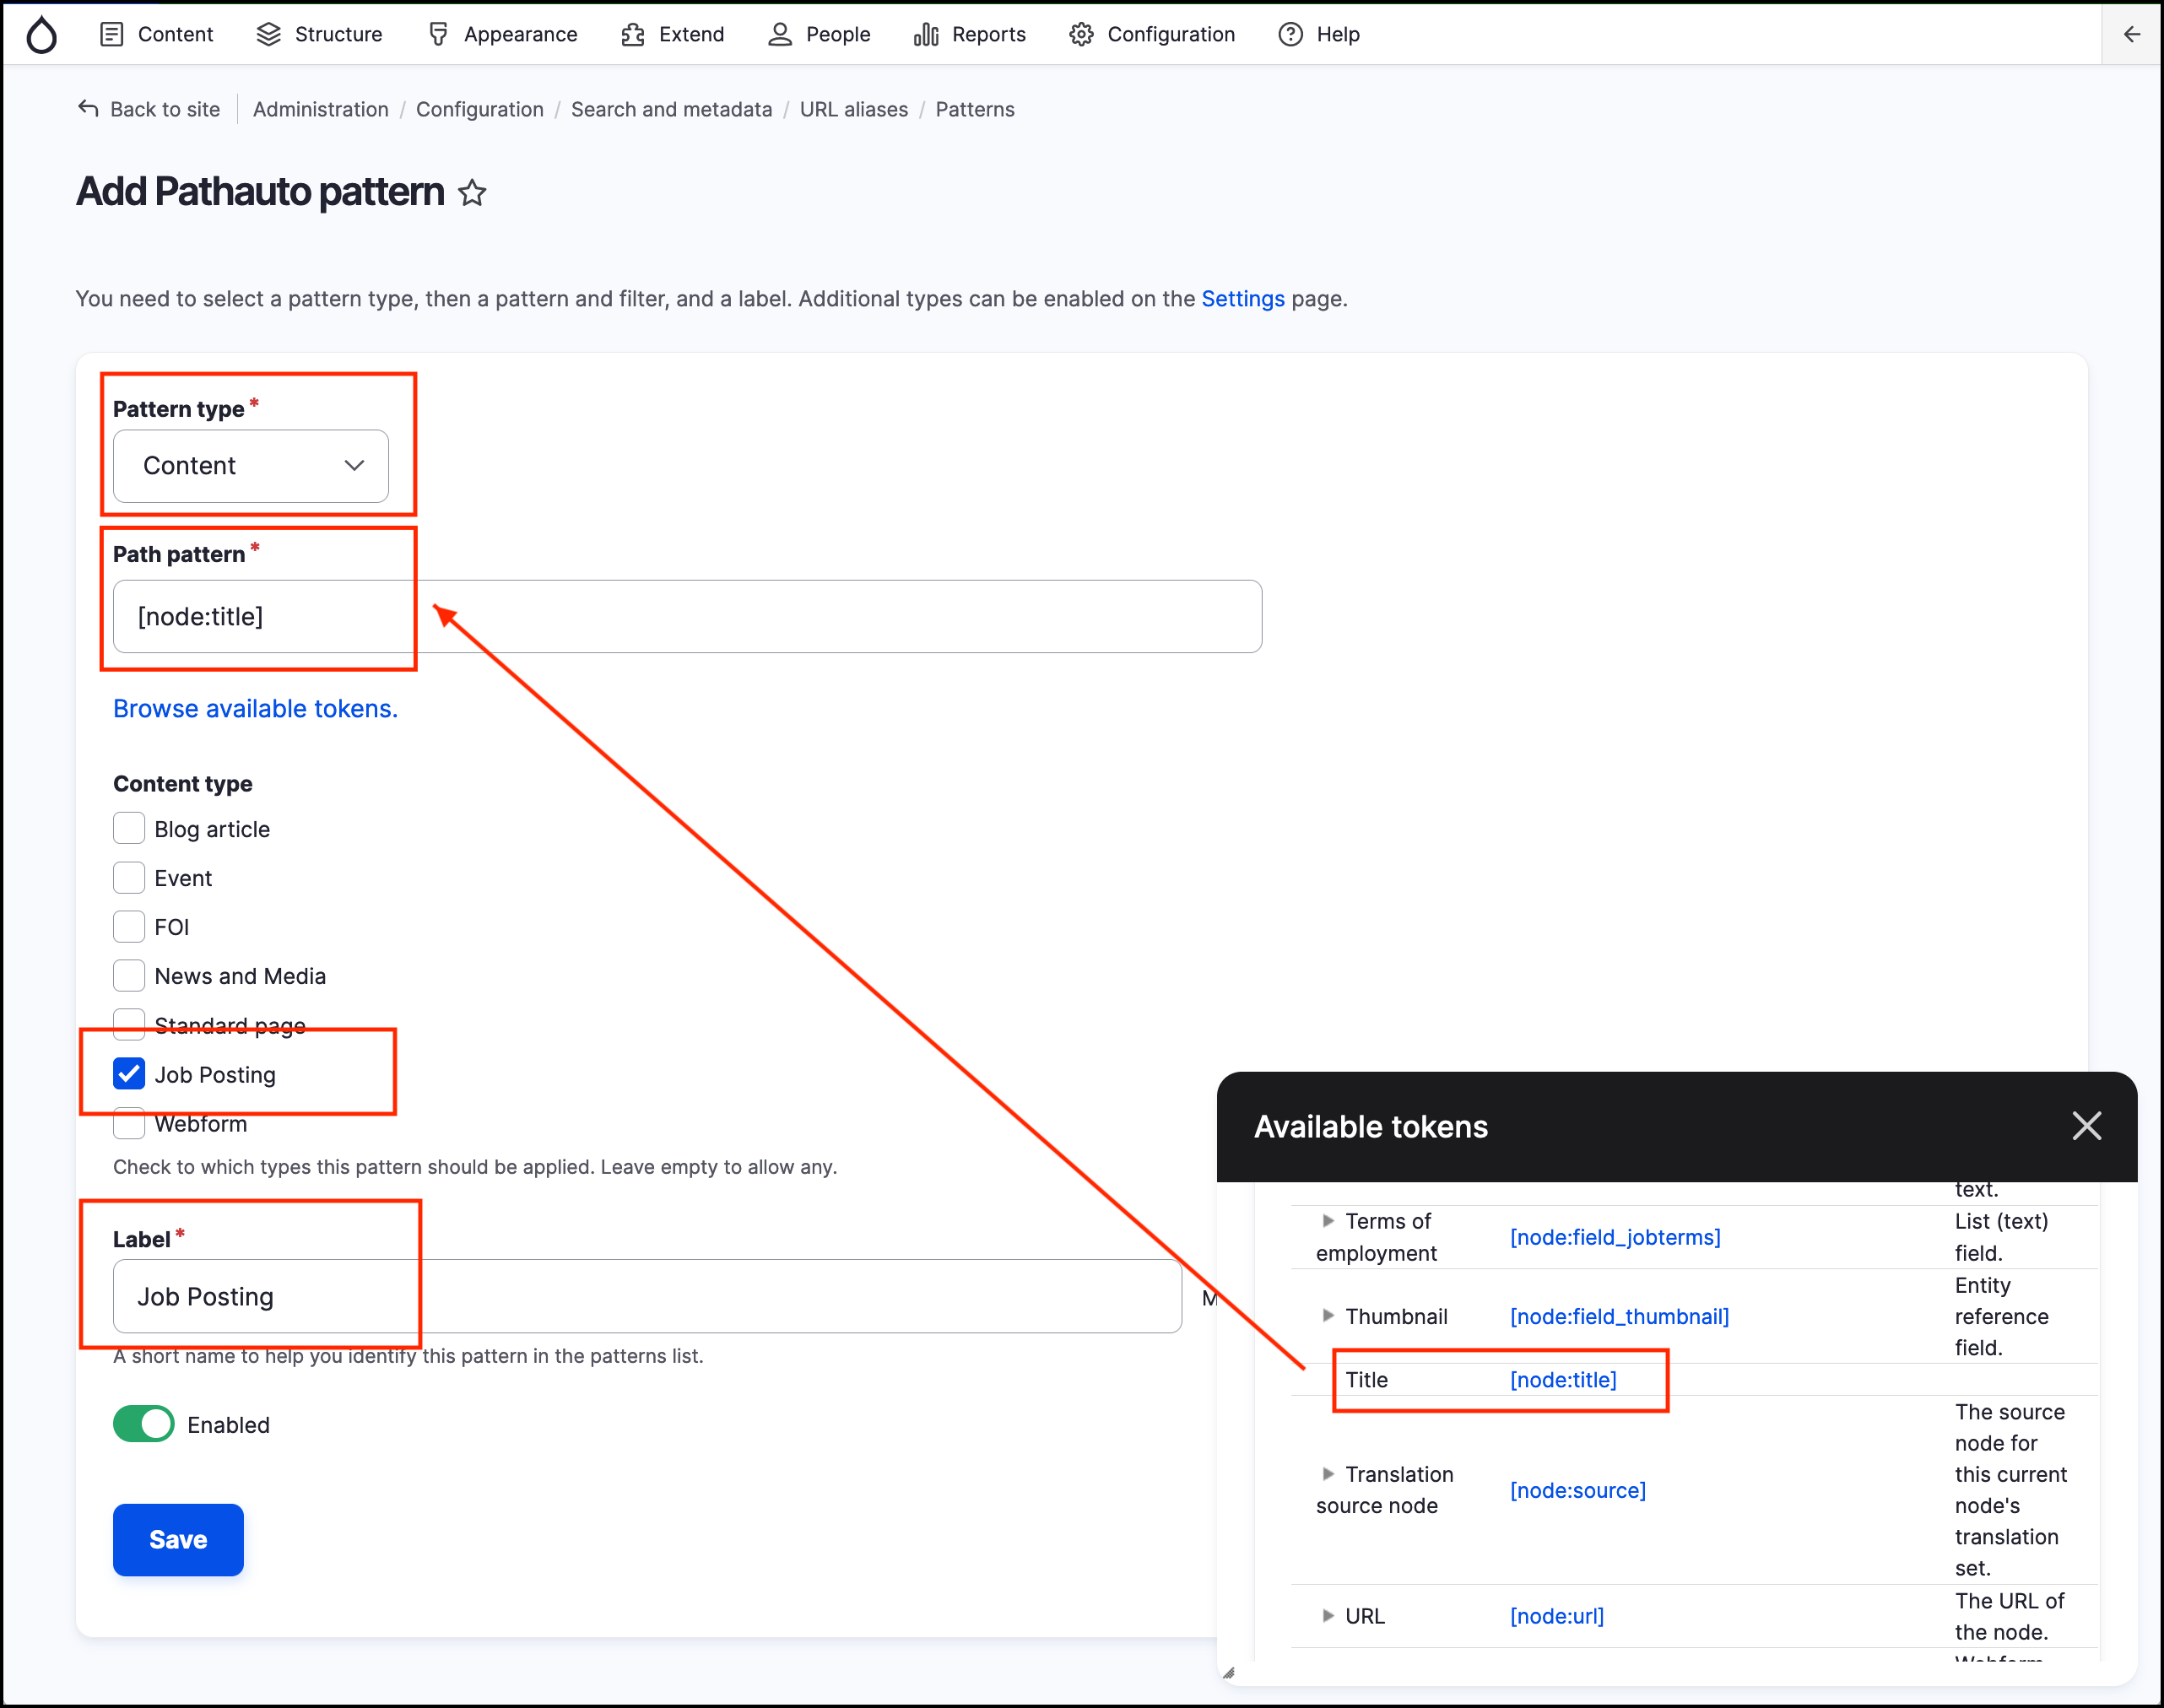 Content Structure Appearance Extend People Reports Configuration Help
Back to site Administration / Configuration / Search and metadata / URL aliases / Patterns
Add Pathauto pattern
You need to select a pattern type, then a pattern and filter, and a label. Additional types can be enabled on the Settings page.
Pattern type *
Content
Path pattern *
[node:title]
Browse available tokens.
Content type
Blog article
Event
FOI
News and Media
Standard page
Job Posting
Webform
Check to which types this pattern should be applied. Leave empty to allow any.
Label *
Job Posting
A short name to help you identify this pattern in the patterns list.
Enabled
Save
Available tokens
text.
Terms of employment [node:field_jobterms] List (text) field.
Thumbnail [node:field_thumbnail] Entity reference field.
Title [node:title]
Translation source node [node:source] The source node for this current node's translation set.
URL [node:url] The URL of the node.